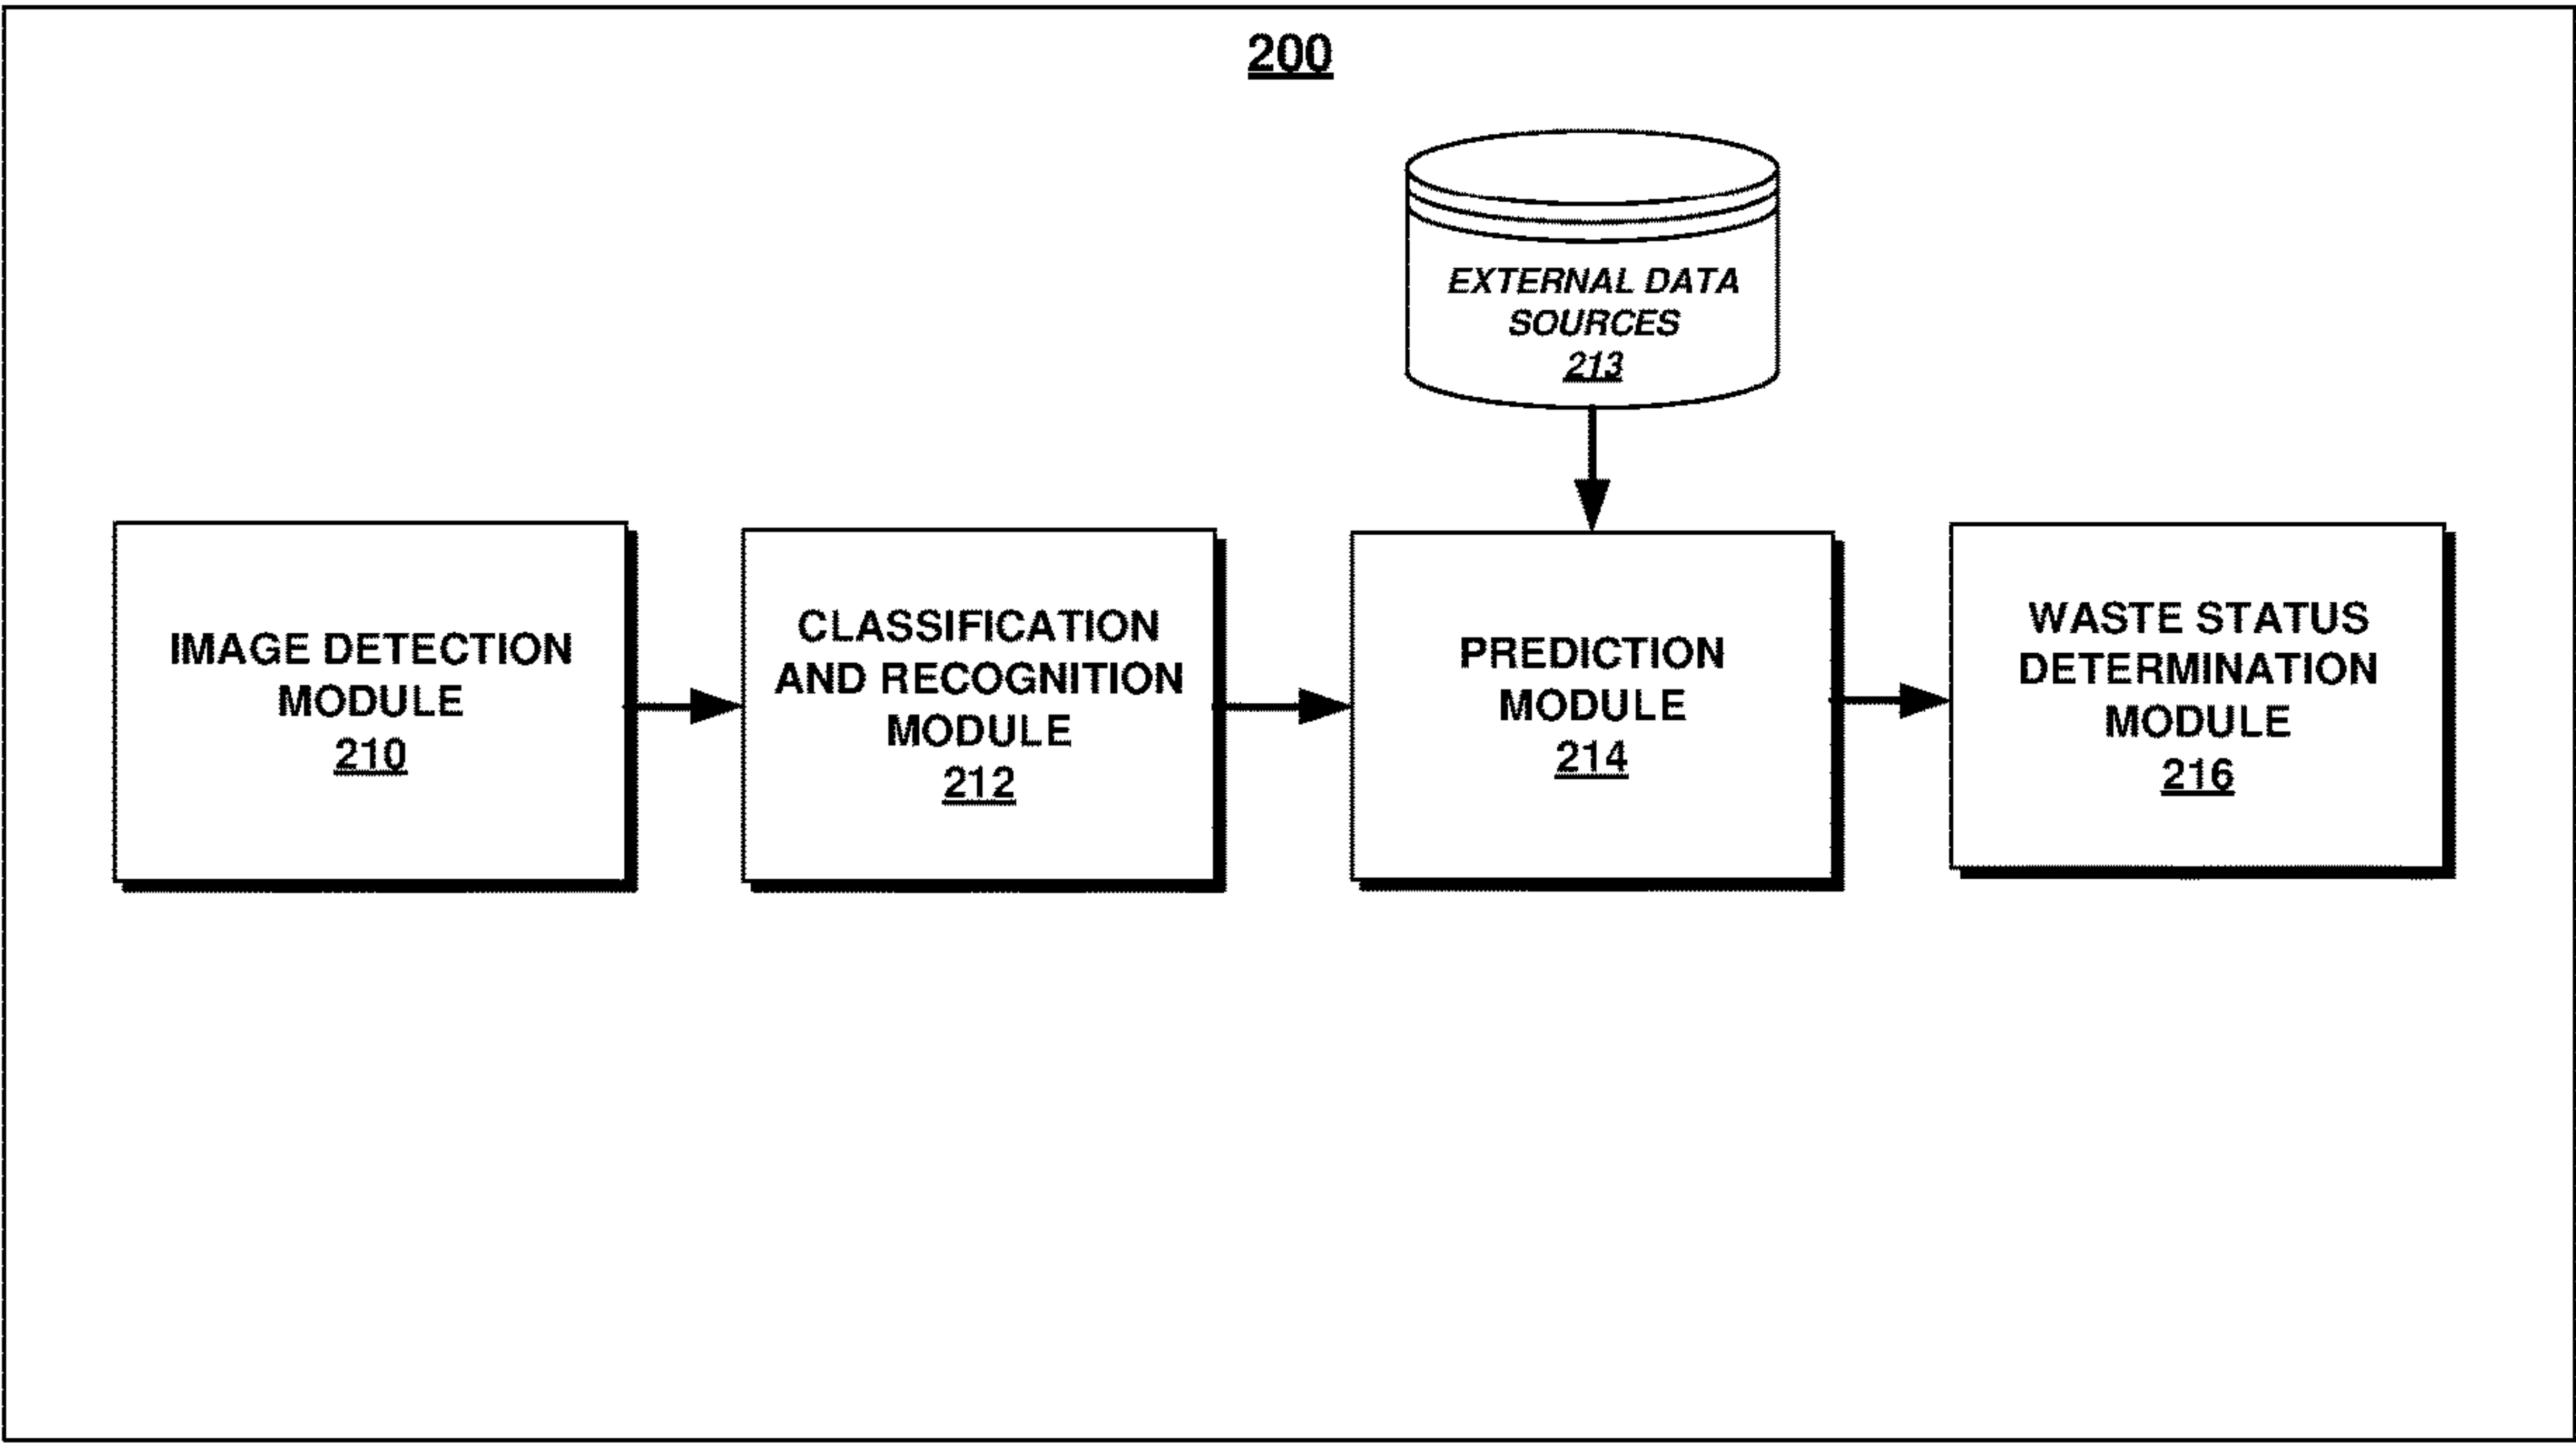 200
EXTERNAL DATA
SOURCES
213
IMAGE DETECTION
MODULE
210
CLASSIFICATION
AND RECOGNITION
MODULE
212
PREDICTION
MODULE
214
WASTE STATUS
DETERMINATION
MODULE
216